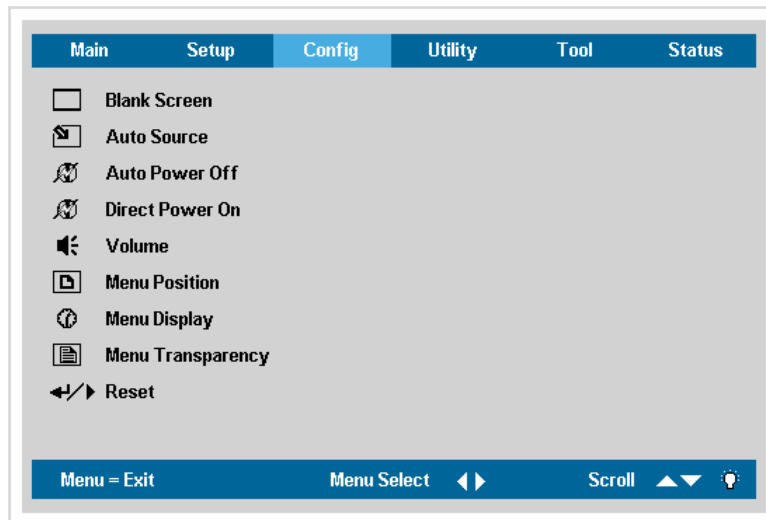 Main Setup Config Utility Tool Status
Blank Screen
Auto Source
Auto Power Off
Direct Power On
Volume
Menu Position
Menu Display
Menu Transparency
Reset
Menu = Exit Menu Select Scroll